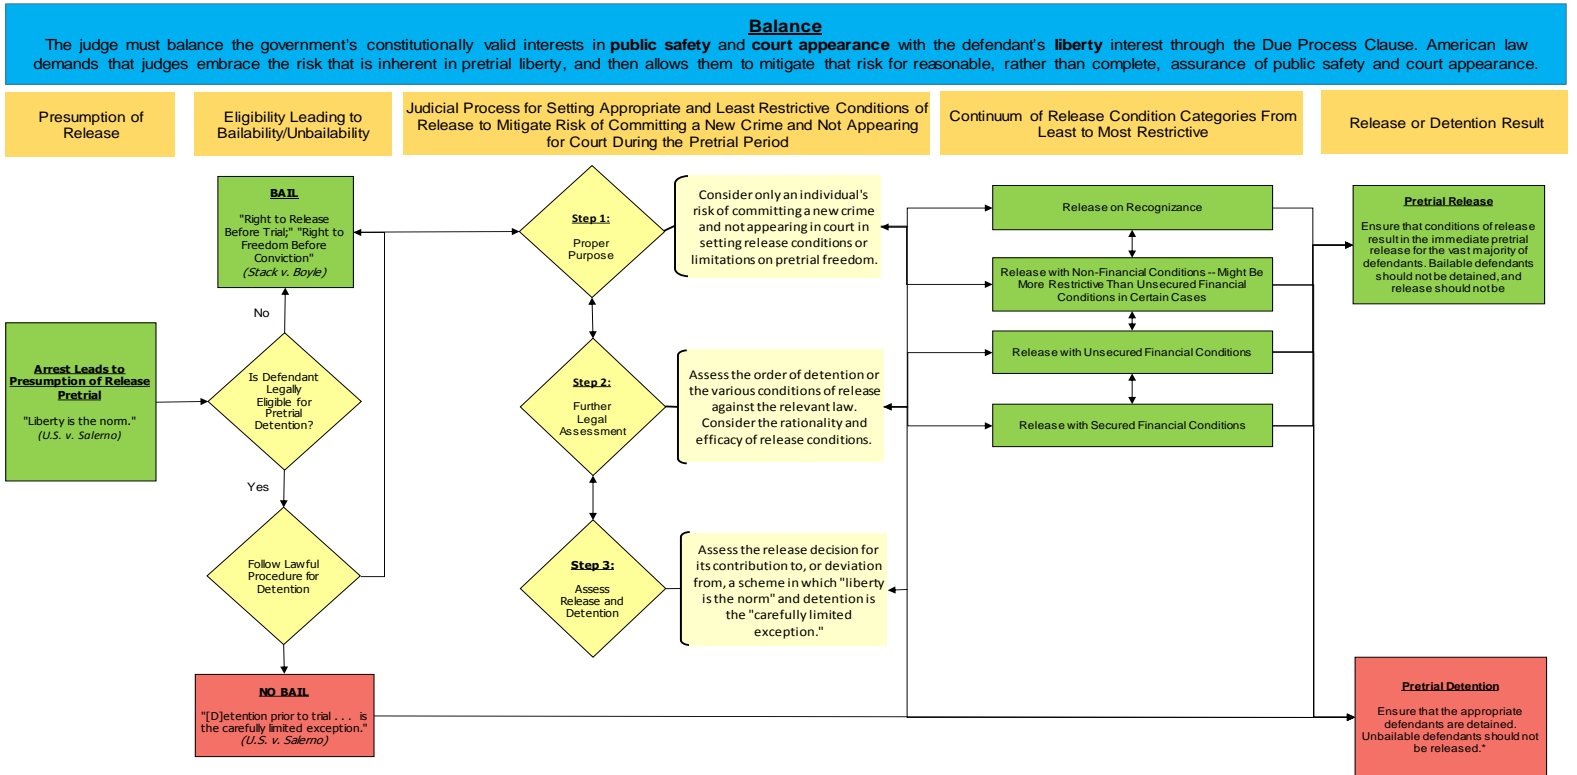 Balance
The judge must balance the government's constitutionally valid interests in public safety and court appearance with the defendant's liberty interest through the Due Process Clause. American law
demands that judges embrace the risk that is inherent in pretrial liberty, and then allows them to mitigate that risk for reasonable, rather than complete, assurance of public safety and court appearance.
Presumption of
Release
Eligibility Leading to
Bailability/Unbailability
Judicial Process for Setting Appropriate and Least Restrictive Conditions of
Release to Mitigate Risk of Committing a New Crime and Not Appearing
for Court During the Pretrial Period
Continuum of Release Condition Categories From
Least to Most Restrictive
Release or Detention Result
Arrest Leads to
Presumption of Release
Pretrial
"Liberty is the norm."
(U.S. v. Salerno)
BAIL
"Right to Release
Before Trial;" "Right to
Freedom Before
Conviction"
(Stack v. Boyle)
No
Is Defendant
Legally
Eligible for
Pretrial
Detention?
Yes
Follow Lawful
Procedure for
Detention
NO BAIL
"[D]etention prior to trial . . . is
the carefully limited exception."
(U.S. v. Salerno)
Step 1:
Proper
Purpose
Consider only an individual's
risk of committing a new crime
and not appearing in court in
setting release conditions or
limitations on pretrial freedom.
Step 2:
Further
Legal
Assessment
Assess the order of detention or
the various conditions of release
against the relevant law.
Consider the rationality and
efficacy of release conditions.
Step 3:
Assess
Release and
Detention
Assess the release decision for
its contribution to, or deviation
from, a scheme in which "liberty
is the norm" and detention is
the "carefully limited
exception."
Release on Recognizance
Release with Non-Financial Conditions -- Might Be
More Restrictive Than Unsecured Financial
Conditions in Certain Cases
Release with Unsecured Financial Conditions
Release with Secured Financial Conditions
Pretrial Release
Ensure that conditions of release
result in the immediate pretrial
release for the vast majority of
defendants. Bailable defendants
should not be detained, and
release should not be
Pretrial Detention
Ensure that the appropriate
defendants are detained.
Unbailable defendants should not
be released.*